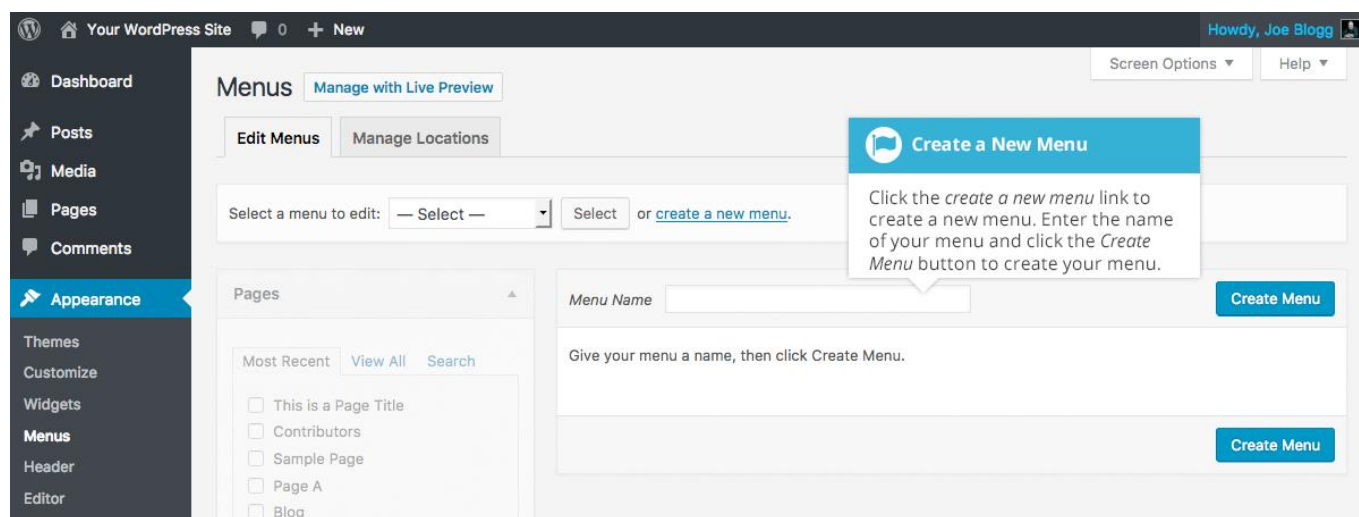 Your WordPress Site 0 + New Howdy, Joe Blogg
Screen Options ▼ Help ▼
Dashboard
Posts
Media
Pages
Comments
Appearance
Themes
Customize
Widgets
Menus
Header
Editor
Menus Manage with Live Preview
Edit Menus Manage Locations
Select a menu to edit: — Select — Select or create a new menu.
Create a New Menu
Click the create a new menu link to
create a new menu. Enter the name
of your menu and click the Create
Menu button to create your menu.
Pages
Most Recent View All Search
This is a Page Title
Contributors
Sample Page
Page A
Blog
Menu Name Create Menu
Give your menu a name, then click Create Menu.
Create Menu